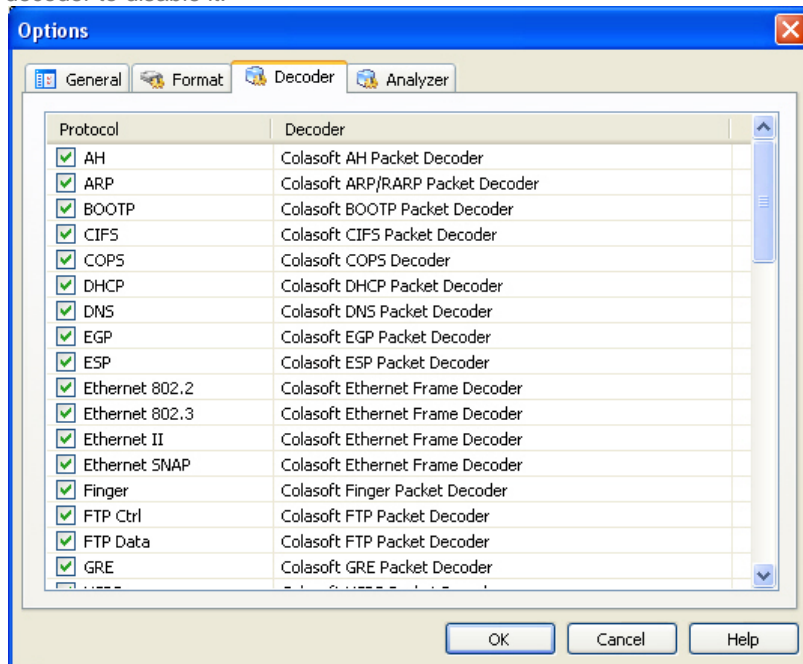 decoder to disable it.
Options
General Format Decoder Analyzer
Protocol Decoder
AH Colasoft AH Packet Decoder
ARP Colasoft ARP/RARP Packet Decoder
BOOTP Colasoft BOOTP Packet Decoder
CIFS Colasoft CIFS Packet Decoder
COPS Colasoft COPS Decoder
DHCP Colasoft DHCP Packet Decoder
DNS Colasoft DNS Packet Decoder
EGP Colasoft EGP Packet Decoder
ESP Colasoft ESP Packet Decoder
Ethernet 802.2 Colasoft Ethernet Frame Decoder
Ethernet 802.3 Colasoft Ethernet Frame Decoder
Ethernet II Colasoft Ethernet Frame Decoder
Ethernet SNAP Colasoft Ethernet Frame Decoder
Finger Colasoft Finger Packet Decoder
FTP Ctrl Colasoft FTP Packet Decoder
FTP Data Colasoft FTP Packet Decoder
GRE Colasoft GRE Packet Decoder
OK Cancel Help